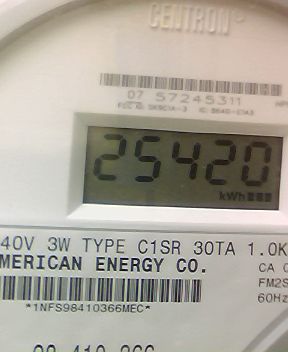 CENTRON®
07 57245311
25420
kWh
40V 3W TYPE C1SR 30TA 1.0K
MERICAN ENERGY CO. CA
FM2S
60Hz
*1NFS98410366MEC*